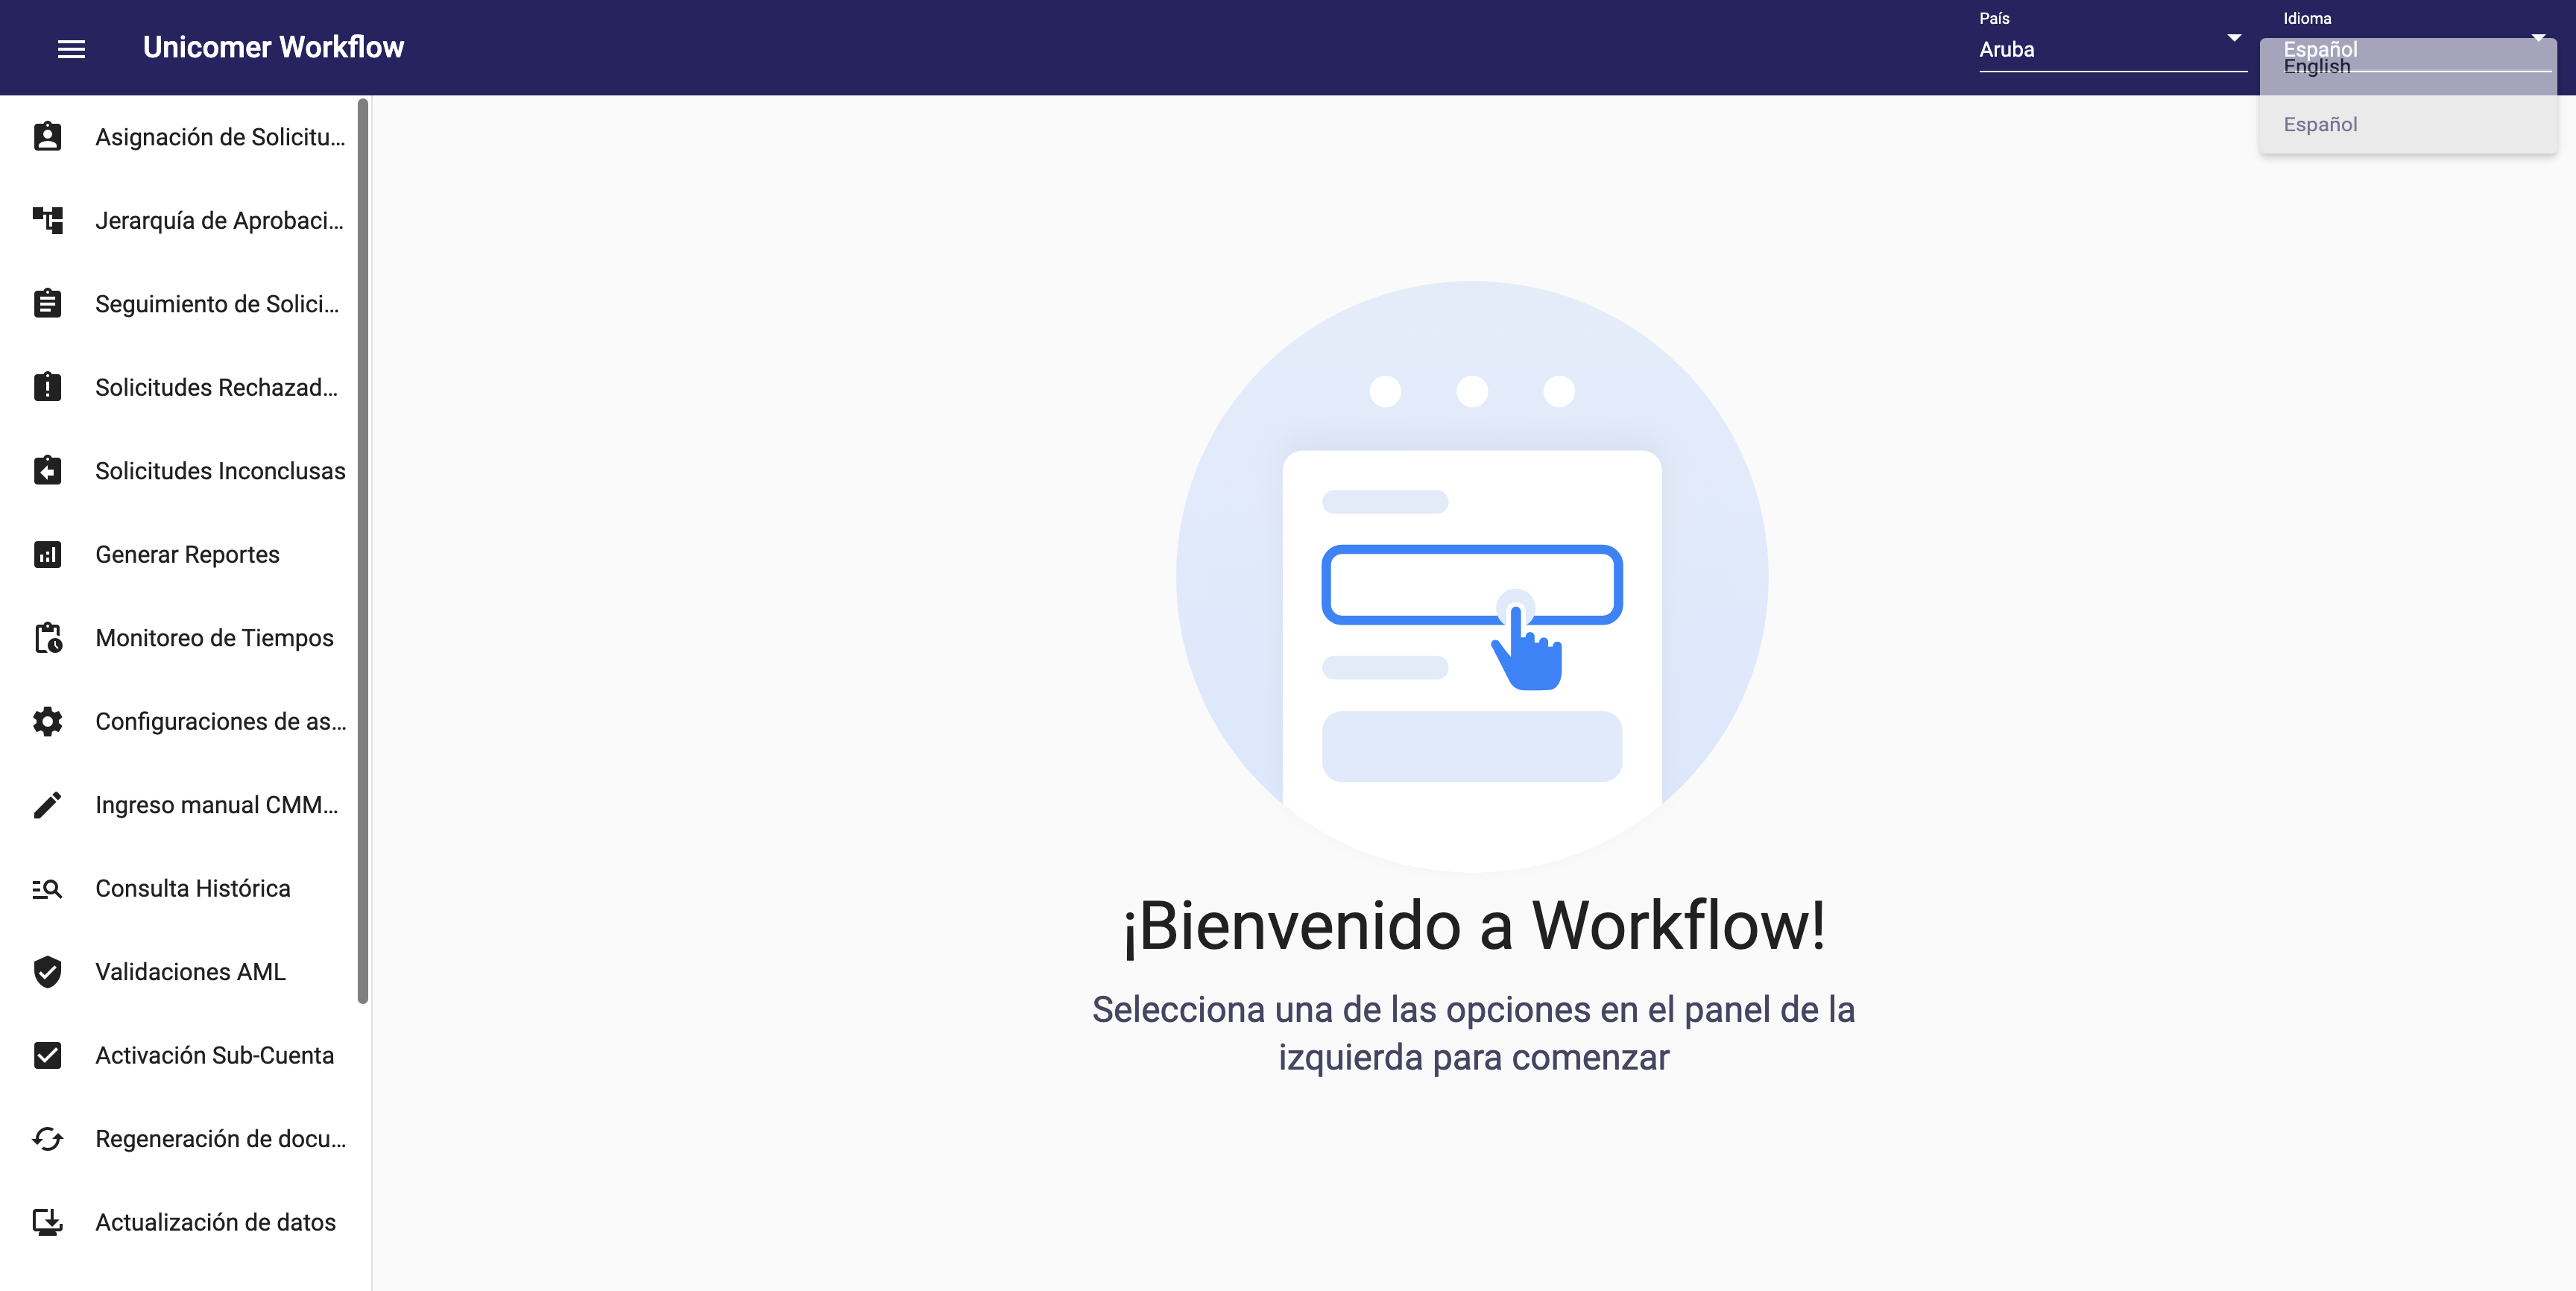 Unicomer Workflow
País
Aruba
Idioma
Español
English
Español
Asignación de Solicitu...
Jerarquía de Aprobaci...
Seguimiento de Solici...
Solicitudes Rechazad...
Solicitudes Inconclusas
Generar Reportes
Monitoreo de Tiempos
Configuraciones de as...
Ingreso manual CMM...
Consulta Histórica
Validaciones AML
Activación Sub-Cuenta
Regeneración de docu...
Actualización de datos
¡Bienvenido a Workflow!
Selecciona una de las opciones en el panel de la
izquierda para comenzar